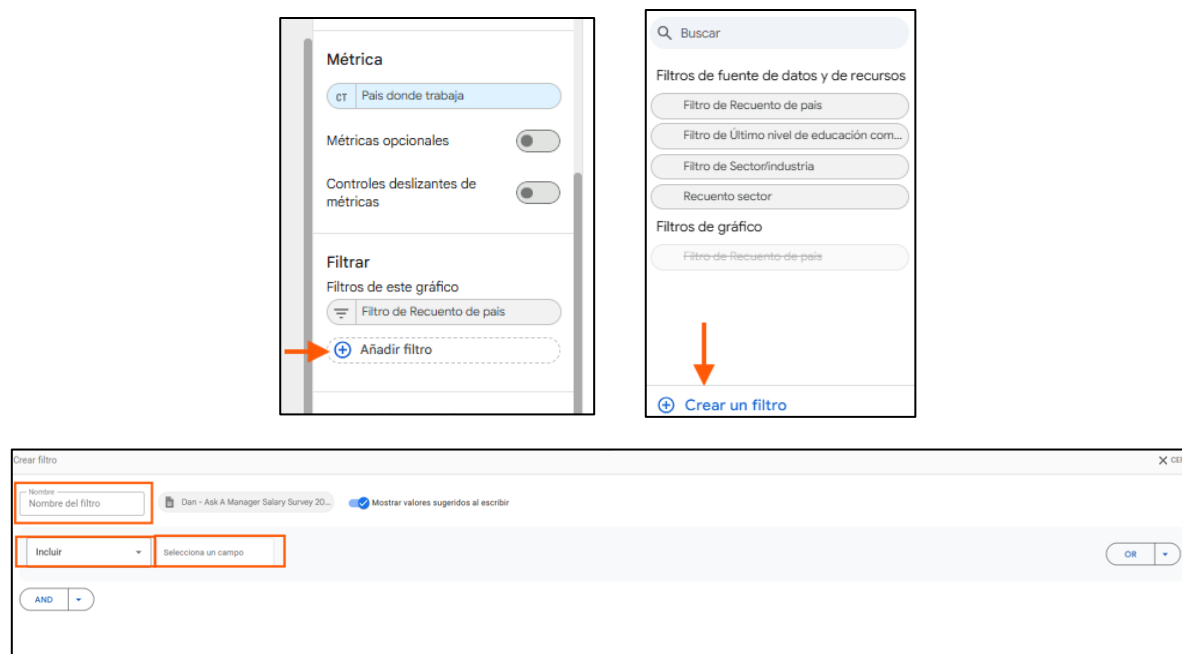 Métrica
CT País donde trabaja
Métricas opcionales
Controles deslizantes de
métricas
Filtrar
Filtros de este gráfico
Filtro de Recuento de país
Añadir filtro
Buscar
Filtros de fuente de datos y de recursos
Filtro de Recuento de país
Filtro de Último nivel de educación com...
Filtro de Sector/industria
Recuento sector
Filtros de gráfico
Filtro de Recuento de país
Crear un filtro
Crear filtro
CE
Nombre
Nombre del filtro
Dan - Ask A Manager Salary Survey 20...
Mostrar valores sugeridos al escribir
Incluir
Selecciona un campo
OR
AND